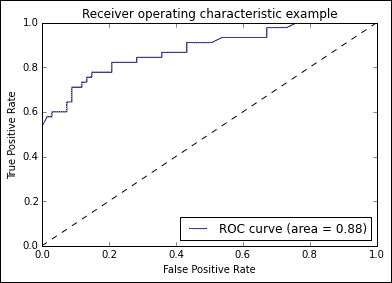 Receiver operating characteristic example
1.0
0.8
0.6
0.4
0.2
0.0
True Positive Rate
ROC curve (area = 0.88)
0.0 0.2 0.4 0.6 0.8 1.0
False Positive Rate